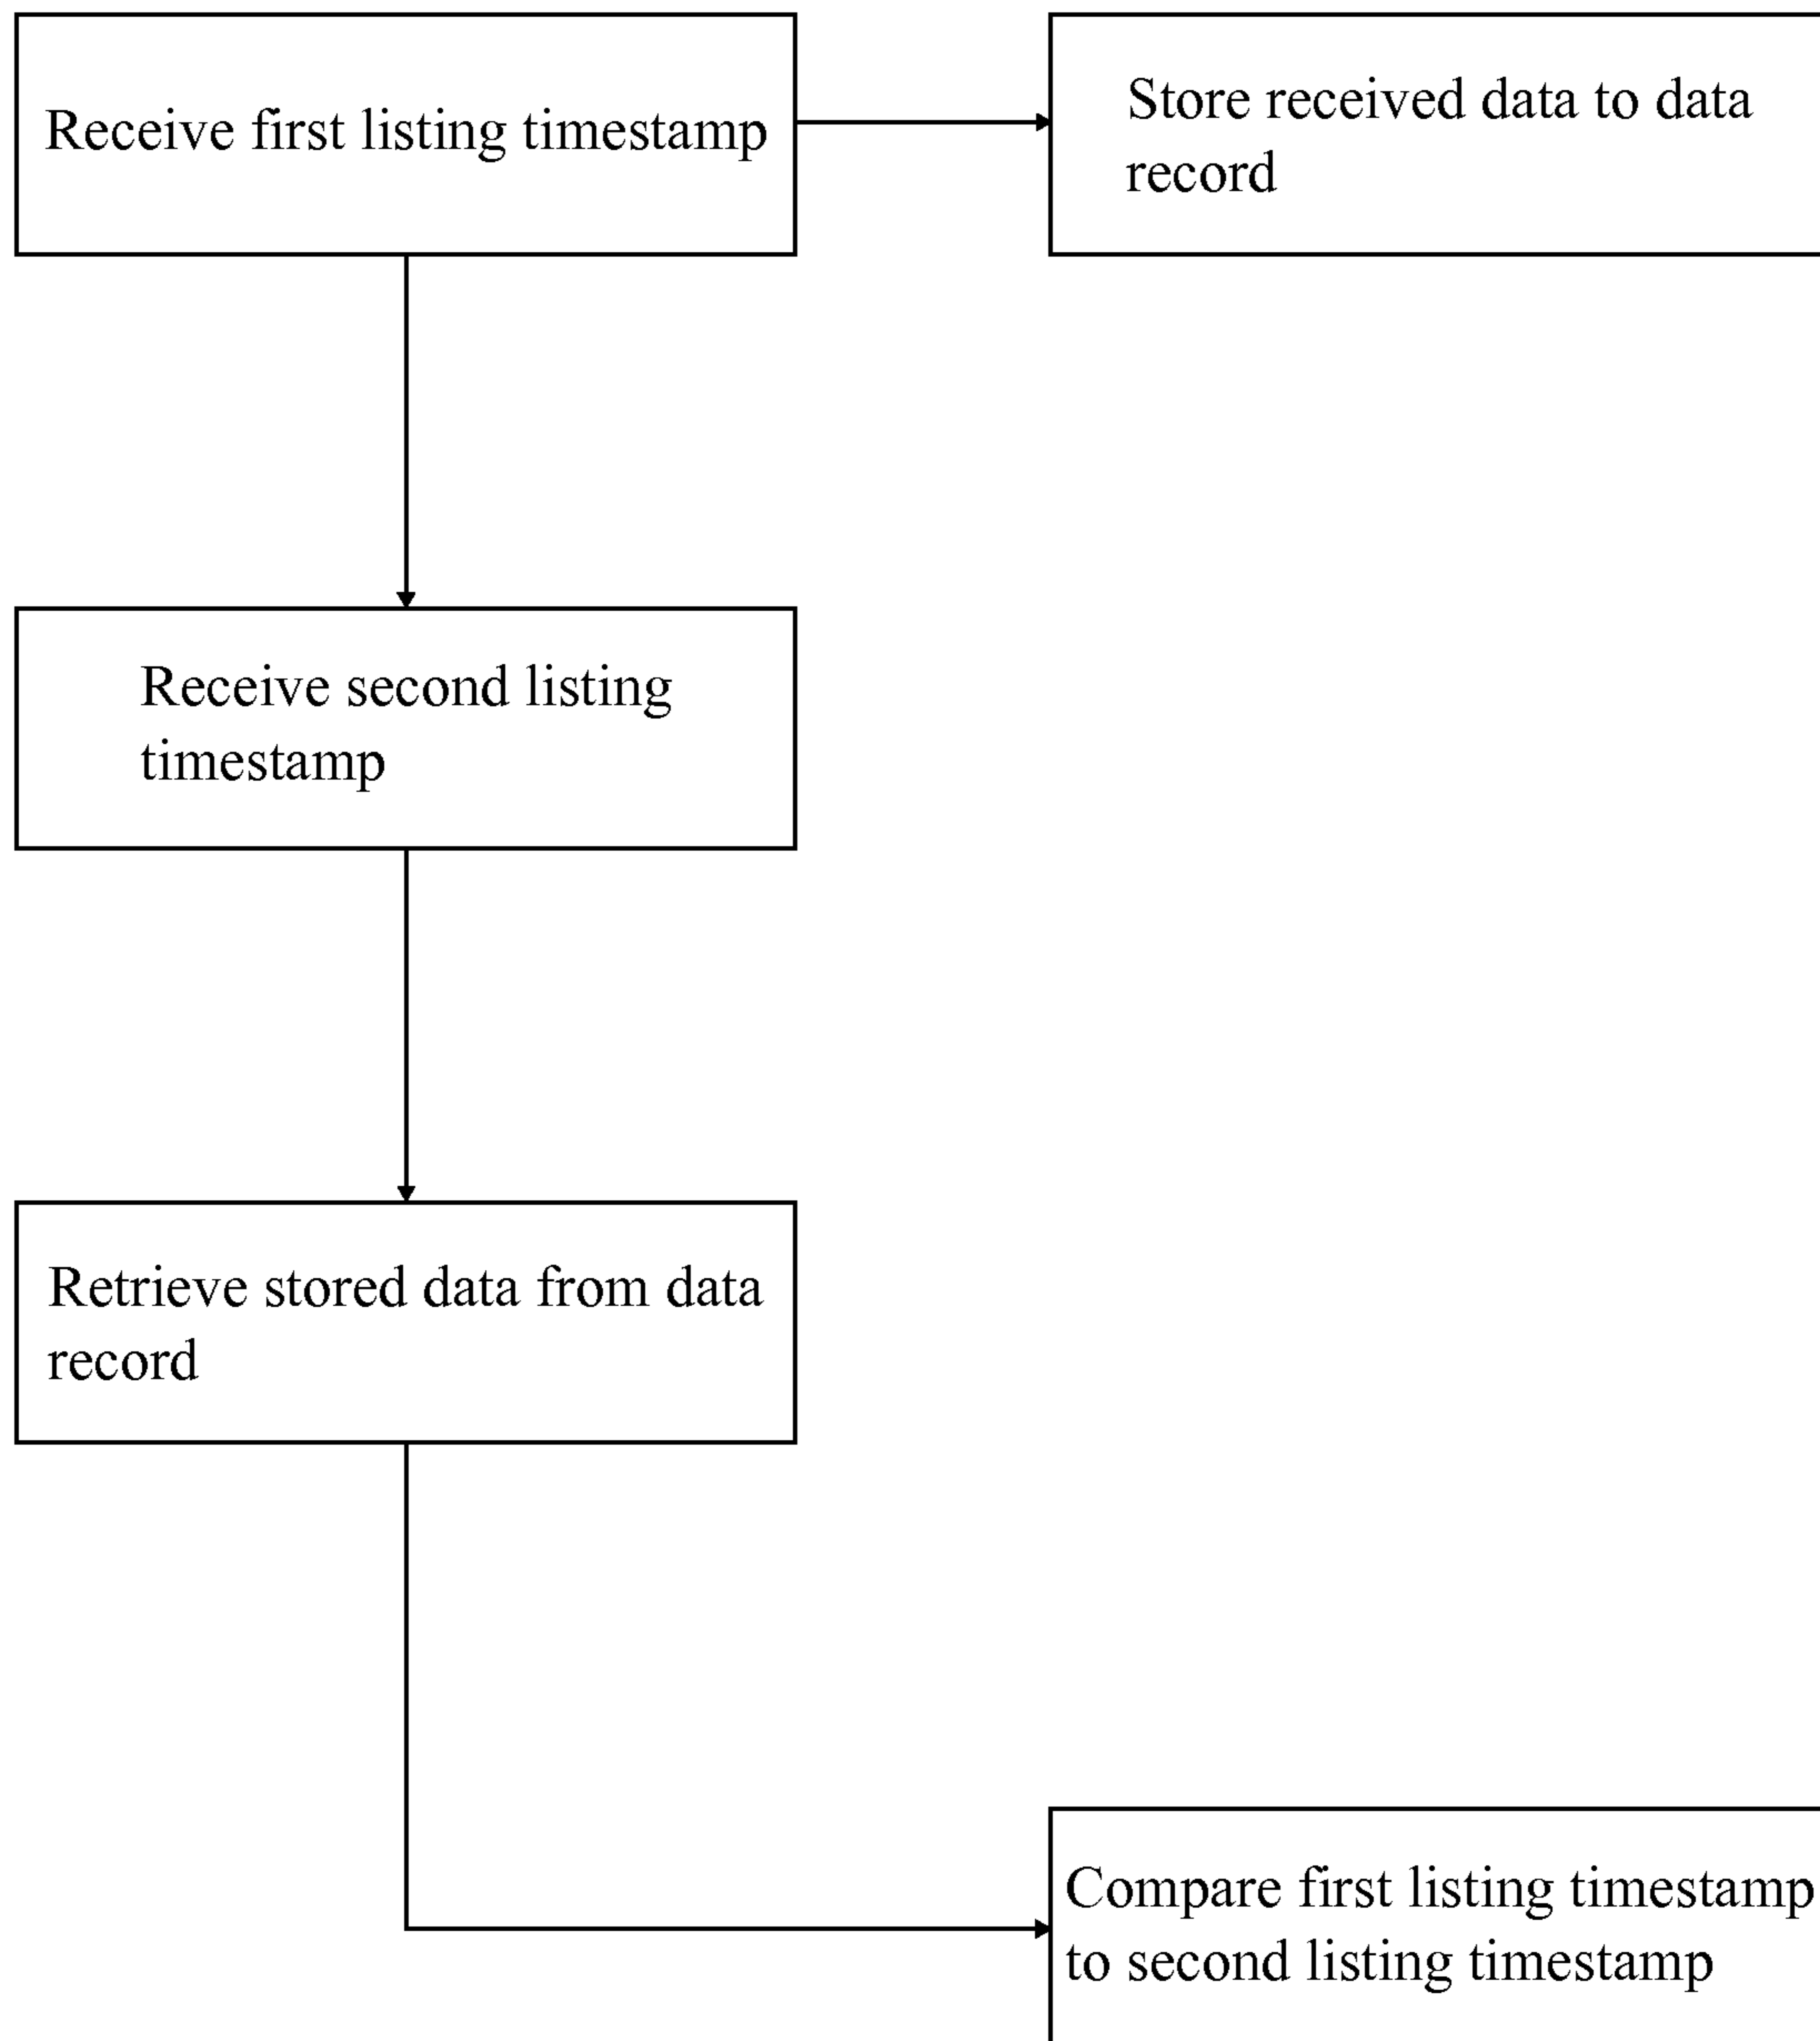 Receive first listing timestamp
Store received data to data
record
Receive second listing
timestamp
Retrieve stored data from data
record
Compare first listing timestamp
to second listing timestamp